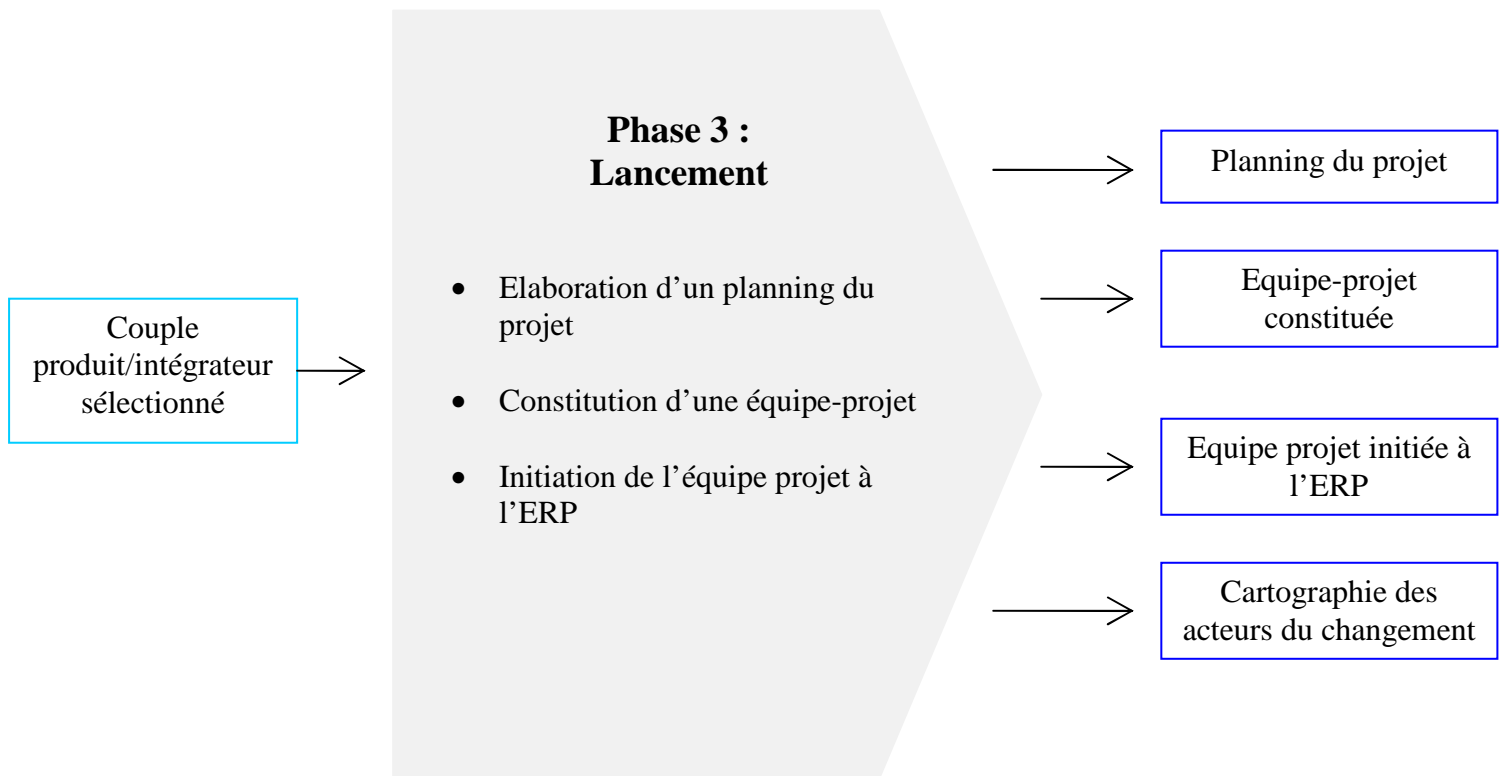 Couple
produit/intégrateur
sélectionné
Phase 3 :
Lancement
• Elaboration d’un planning du
projet
• Constitution d’une équipe-projet
• Initiation de l’équipe projet à
l’ERP
Planning du projet
Equipe-projet
constituée
Equipe projet initiée à
l’ERP
Cartographie des
acteurs du changement